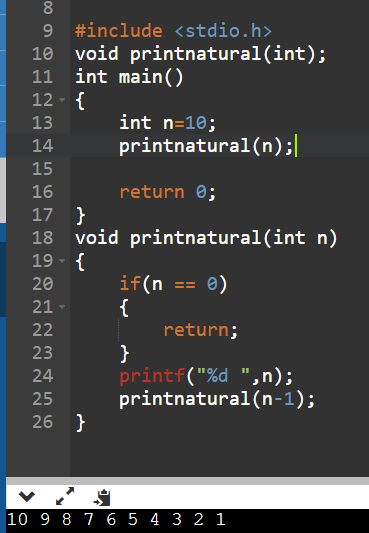 8
9 #include <stdio.h>
10 void printnatural(int);
11 int main()
12 {
13     int n=10;
14     printnatural(n);
15
16     return 0;
17 }
18 void printnatural(int n)
19 {
20     if(n == 0)
21     {
22         return;
23     }
24     printf("%d ",n);
25     printnatural(n-1);
26 }
10 9 8 7 6 5 4 3 2 1